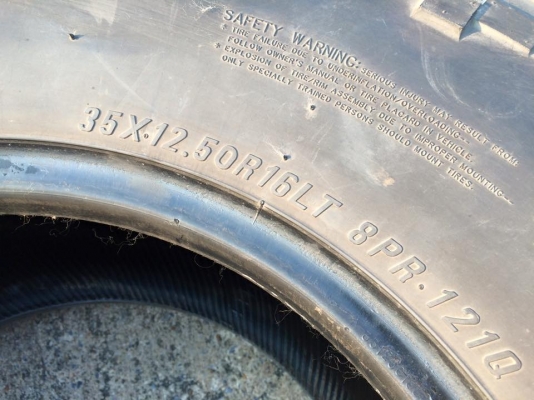 SAFETY WARNING: SERIOUS INJURY MAY RESULT FROM
* TIRE FAILURE DUE TO UNDERINFLATION/OVERLOADING-
FOLLOW OWNER'S MANUAL OR TIRE PLACARD IN VEHICLE.
* EXPLOSION OF TIRE/RIM ASSEMBLY DUE TO IMPROPER MOUNTING-
ONLY SPECIALLY TRAINED PERSONS SHOULD MOUNT TIRES.
35X12.50R16LT 8PR·121Q